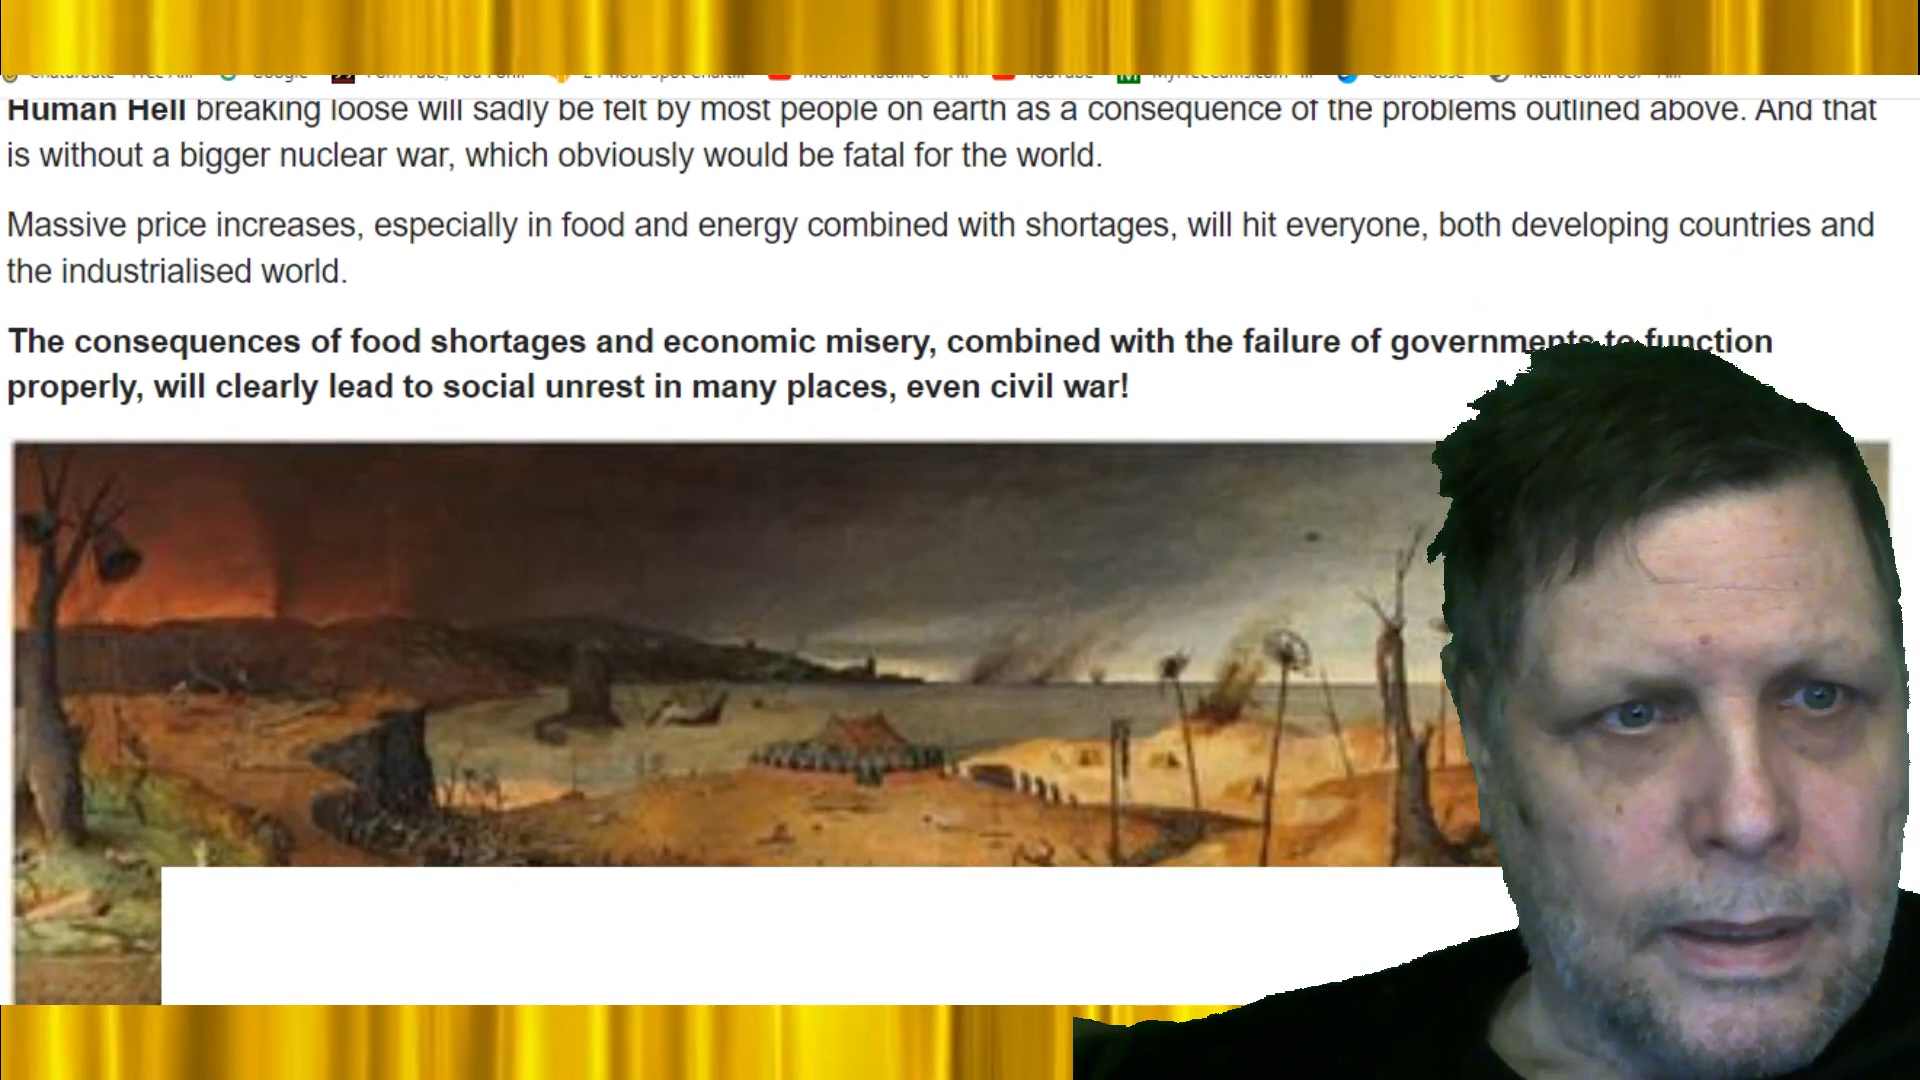 Google
YouTube
Human Hell breaking loose will sadly be felt by most people on earth as a consequence of the problems outlined above. And that
is without a bigger nuclear war, which obviously would be fatal for the world.
Massive price increases, especially in food and energy combined with shortages, will hit everyone, both developing countries and
the industrialised world.
The consequences of food shortages and economic misery, combined with the failure of governments to function
properly, will clearly lead to social unrest in many places, even civil war!